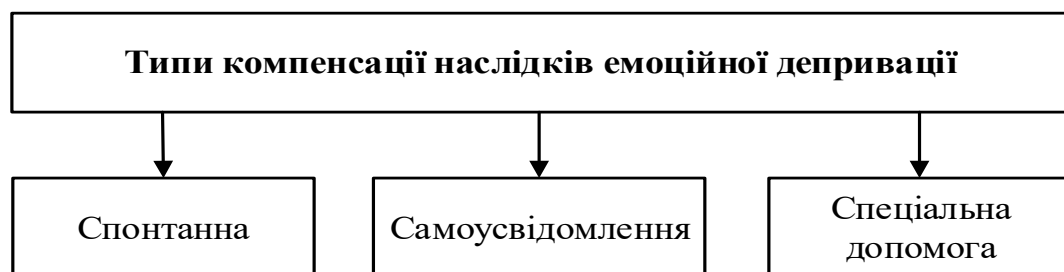 Типи компенсації наслідків емоційної депривації
Спонтанна
Самоусвідомлення
Спеціальна
допомога